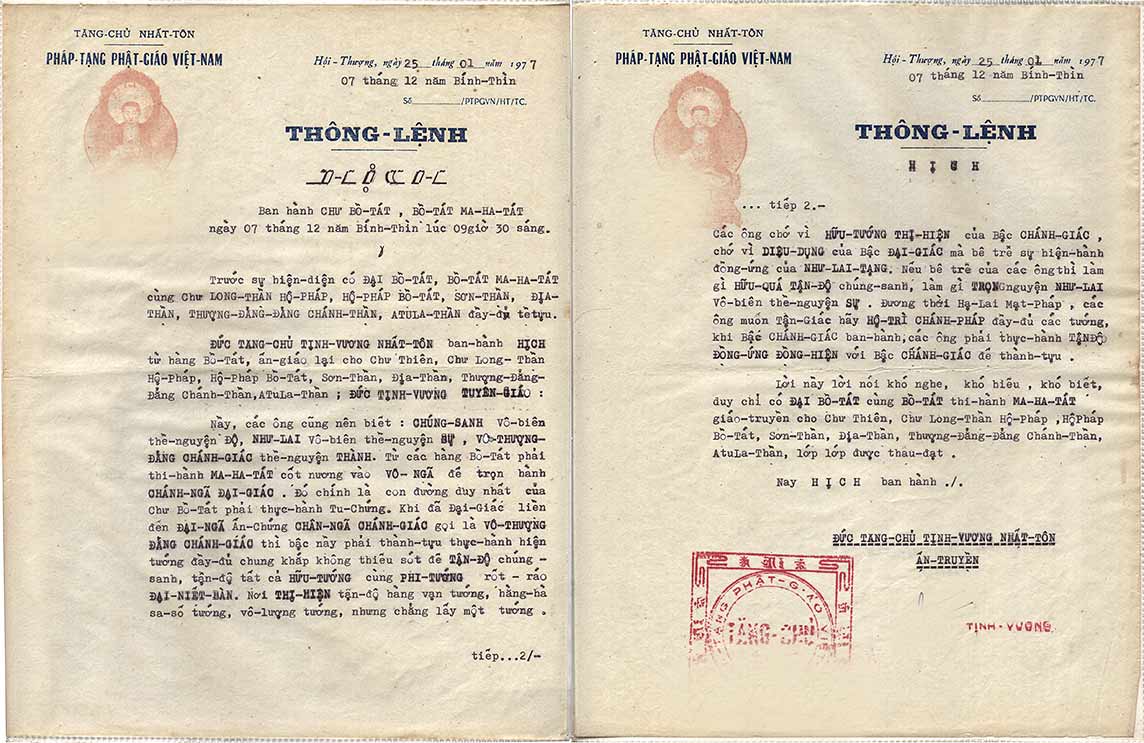 TĂNG-CHỦ NHẤT-TÔN
PHÁP-TẠNG PHẬT-GIÁO VIỆT-NAM
Hội-Thượng, ngày 25 tháng 01 năm 1977
07 tháng 12 năm Bính-Thìn
Số /PTPGVN/HT/TC.
THÔNG-LỆNH
Ban hành CHƯ BỒ-TÁT , BỒ-TÁT MA-HA-TÁT
ngày 07 tháng 12 năm Bính-Thìn lúc 09giờ 30 sáng.
Trước sự hiện-diện có ĐẠI BỒ-TÁT, BỒ-TÁT MA-HA-TÁT
cùng Chư LONG-THẦN HỘ-PHÁP, HỘ-PHÁP BỒ-TÁT, SƠN-THẦN, ĐỊA-
THẦN, THƯỢNG-ĐẲNG-ĐẲNG CHÁNH-THẦN, ATULA-THẦN đầy-đủ tề tựu.
ĐỨC TĂNG-CHỦ TỊNH-VƯƠNG NHẤT-TÔN ban-hành HỊCH
từ hàng Bồ-Tát, ấn-giáo lại cho Chư Thiên, Chư Long- Thần
Hộ-Pháp, Hộ-Pháp Bồ-Tát, Sơn-Thần, Địa-Thần, Thượng-Đẳng-
Đẳng Chánh-Thần,ATuLa-Thần ; ĐỨC TỊNH-VƯƠNG TUYÊN-GIÁO :
Này, các ông cũng nên biết : CHÚNG-SANH Vô-biên
thề-nguyện ĐỘ, NHƯ-LAI Vô-biên thề-nguyện SỰ , VÔ-THƯỢNG-
ĐẲNG CHÁNH-GIÁC thề-nguyện THÀNH. Từ các hàng Bồ-Tát phải
thi-hành MA-HA-TÁT cốt nương vào VÔ- NGÃ để trọn hành
CHÁNH-NGÃ ĐẠI-GIÁC . Đó chính là con đường duy nhất của
Chư Bồ-Tát phải thực-hành Tu-Chứng. Khi đã Đại-Giác liền
đến ĐẠI-NGÃ Ấn-Chứng CHÂN-NGÃ CHÁNH-GIÁC gọi là VÔ-THƯỢNG
ĐẲNG CHÁNH-GIÁC thì bậc này phải thành-tựu thực-hành hiện
tướng đầy-đủ chung khắp không thiếu sót để TẬN-ĐỘ chúng-
sanh, tận-độ tất cả HỮU-TƯỚNG cùng PHI-TƯỚNG rốt - ráo
ĐẠI-NIẾT-BÀN. Nơi THỊ-HIỆN tận-độ hằng vạn tướng, hằng-hà
sa-số tướng, vô-lượng tướng, nhưng chẳng lấy một tướng .
tiếp...2/-
TĂNG-CHỦ NHẤT-TÔN
PHÁP-TẠNG PHẬT-GIÁO VIỆT-NAM
Hội-Thượng, ngày 25 tháng 01 năm 1977
07 tháng 12 năm Bính-Thìn
Số /PTPGVN/HT/TC.
THÔNG-LỆNH
H Ị C H
... tiếp 2.-
Các ông chớ vì HỮU-TƯỚNG THỊ-HIỆN của Bậc CHÁNH-GIÁC ,
chớ vì DIỆU-DỤNG của Bậc ĐẠI-GIÁC mà bê trễ sự hiện-hành
đồng-ứng của NHƯ-LAI-TẠNG. Nếu bê trễ của các ông thì làm
gì HỮU-QUẢ TẬN-ĐỘ chúng-sanh, làm gì TRỌN nguyện NHƯ-LAI
Vô-biên thề-nguyện SỰ . Đương thời Hạ-Lai Mạt-Pháp , các
ông muốn Tận-Giác hãy HỘ-TRÌ CHÁNH-PHÁP đầy-đủ các tướng,
khi Bậc CHÁNH-GIÁC ban-hành,các ông phải thực-hành TẬN-ĐỘ
ĐỒNG-ỨNG ĐỒNG-HIỆN với Bậc CHÁNH-GIÁC để thành-tựu .
Lời này lời nói khó nghe, khó hiểu , khó biết,
duy chỉ có ĐẠI BỒ-TÁT cùng BỒ-TÁT thi-hành MA-HA-TÁT
giáo-truyền cho Chư Thiên, Chư Long-Thần Hộ-Pháp ,HộPháp
Bồ-Tát, Sơn-Thần, Địa-Thần, Thượng-Đẳng-Đẳng Chánh-Thần,
AtuLa-Thần, lớp lớp được thấu-đạt .
Nay H Ị C H ban hành ./.
ĐỨC TĂNG-CHỦ TỊNH-VƯƠNG NHẤT-TÔN
ẤN-TRUYỀN
TẠNG PHẬT-GIÁO
TĂNG-CHỦ
TỊNH-VƯƠNG